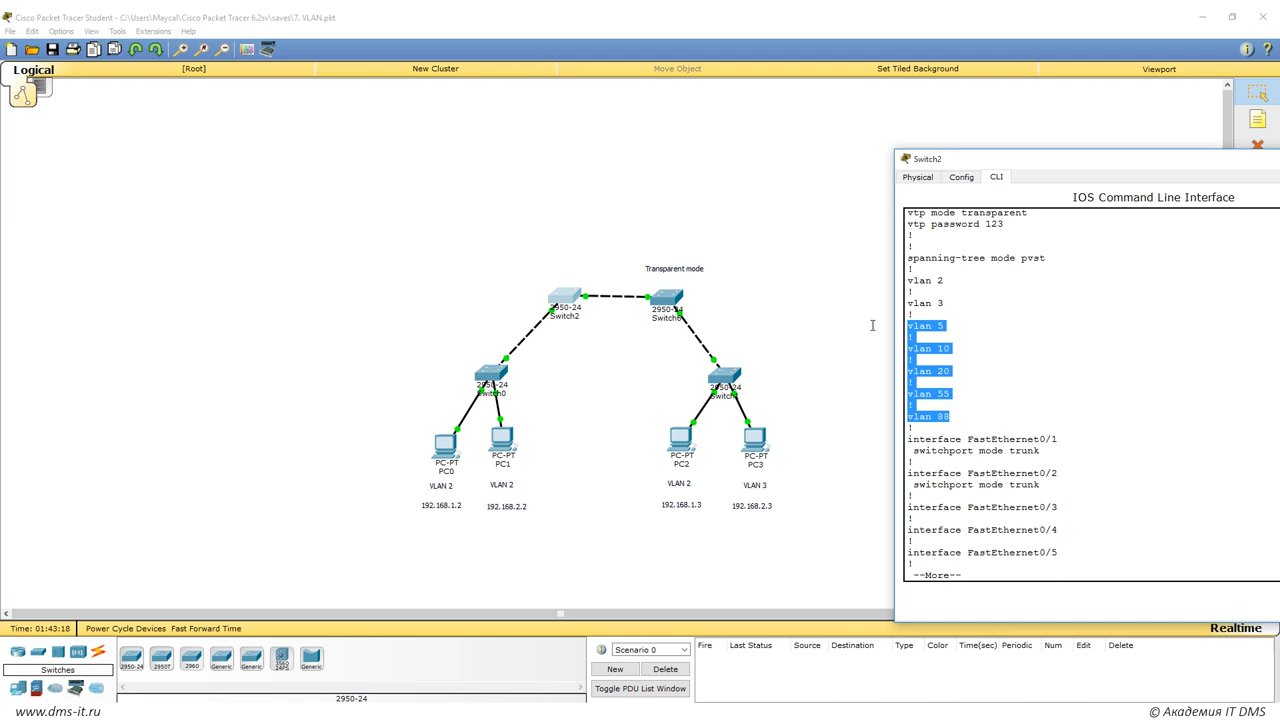 Cisco Packet Tracer Student - C:\Users\Maycal\Cisco Packet Tracer 6.2sv\saves\7. VLAN.pkt
File Edit Options View Tools Extensions Help
Logical [Root] New Cluster Move Object Set Tiled Background Viewport
Transparent mode
2950-24
Switch2
2950-24
2950-24
2950-24
PC-PT
PC0
PC-PT
PC1
PC-PT
PC2
PC-PT
PC3
VLAN 2
VLAN 2
VLAN 2
VLAN 3
192.168.1.2
192.168.2.2
192.168.1.3
192.168.2.3
Switch2
Physical Config CLI
IOS Command Line Interface
vtp mode transparent
vtp password 123
!
!
spanning-tree mode pvst
!
vlan 2
!
vlan 3
!
vlan 5
!
vlan 10
!
vlan 20
!
vlan 55
!
vlan 88
!
interface FastEthernet0/1
switchport mode trunk
!
interface FastEthernet0/2
switchport mode trunk
!
interface FastEthernet0/3
!
interface FastEthernet0/4
!
interface FastEthernet0/5
!
--More--
Time: 01:43:18 Power Cycle Devices Fast Forward Time Realtime
Switches
2950-24 2950T 2960 Generic Generic Generic
2950-24
Scenario 0
New Delete
Toggle PDU List Window
Fire Last Status Source Destination Type Color Time(sec) Periodic Num Edit Delete
www.dms-it.ru
© Академия IT DMS